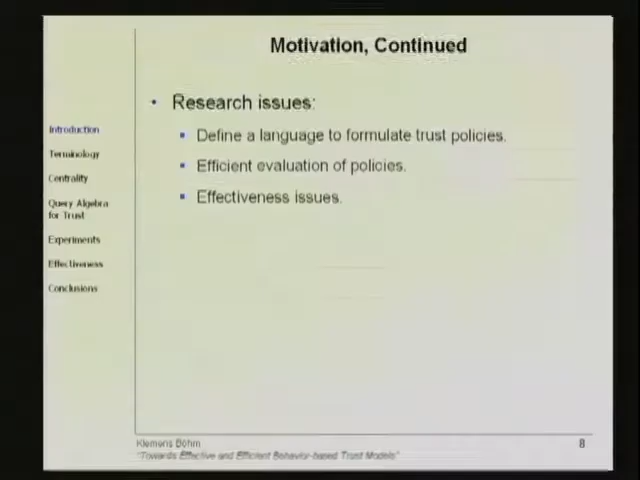 Motivation, Continued
• Research issues:
▪ Define a language to formulate trust policies.
▪ Efficient evaluation of policies.
▪ Effectiveness issues.
Introduction
Terminology
Centrality
Query Algebra
for Trust
Experiments
Effectiveness
Conclusions
Klemens Böhm
"Towards Effective and Efficient Behavior-based Trust Models"
8